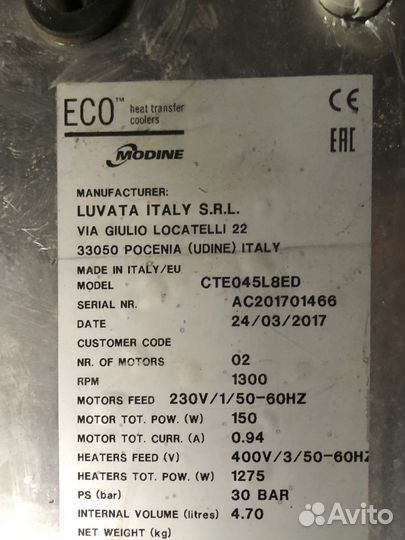 ECO™ heat transfer coolers
CE
EAC
MODINE
MANUFACTURER:
LUVATA ITALY S.R.L.
VIA GIULIO LOCATELLI 22
33050 POCENIA (UDINE) ITALY
MADE IN ITALY/EU
MODEL CTE045L8ED
SERIAL NR. AC201701466
DATE 24/03/2017
CUSTOMER CODE
NR. OF MOTORS 02
RPM 1300
MOTORS FEED 230V/1/50-60HZ
MOTOR TOT. POW. (W) 150
MOTOR TOT. CURR. (A) 0.94
HEATERS FEED (V) 400V/3/50-60HZ
HEATERS TOT. POW. (W) 1275
PS (bar) 30 BAR
INTERNAL VOLUME (litres) 4.70
NET WEIGHT (kg)
Avito